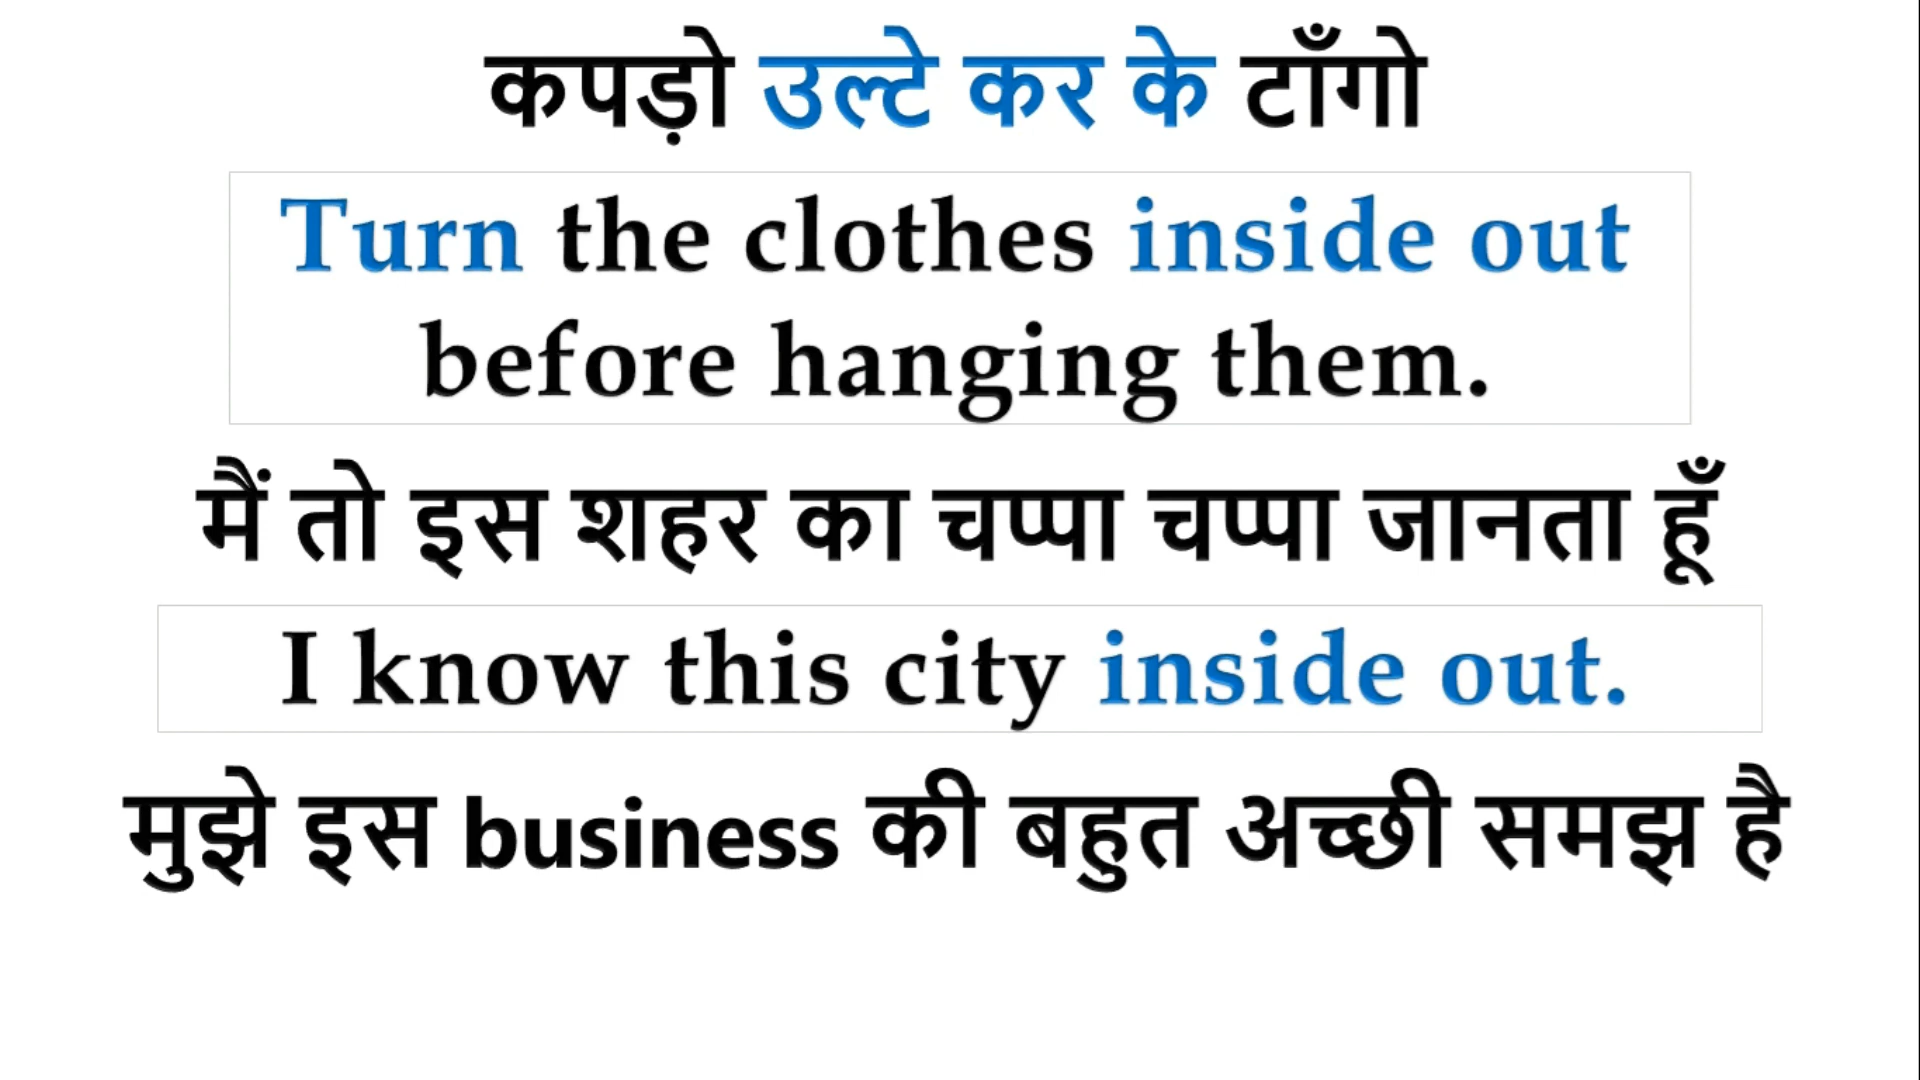 कपड़ो उल्टे कर के टाँगो
Turn the clothes inside out
before hanging them.
मैं तो इस शहर का चप्पा चप्पा जानता हूँ
I know this city inside out.
मुझे इस business की बहुत अच्छी समझ है